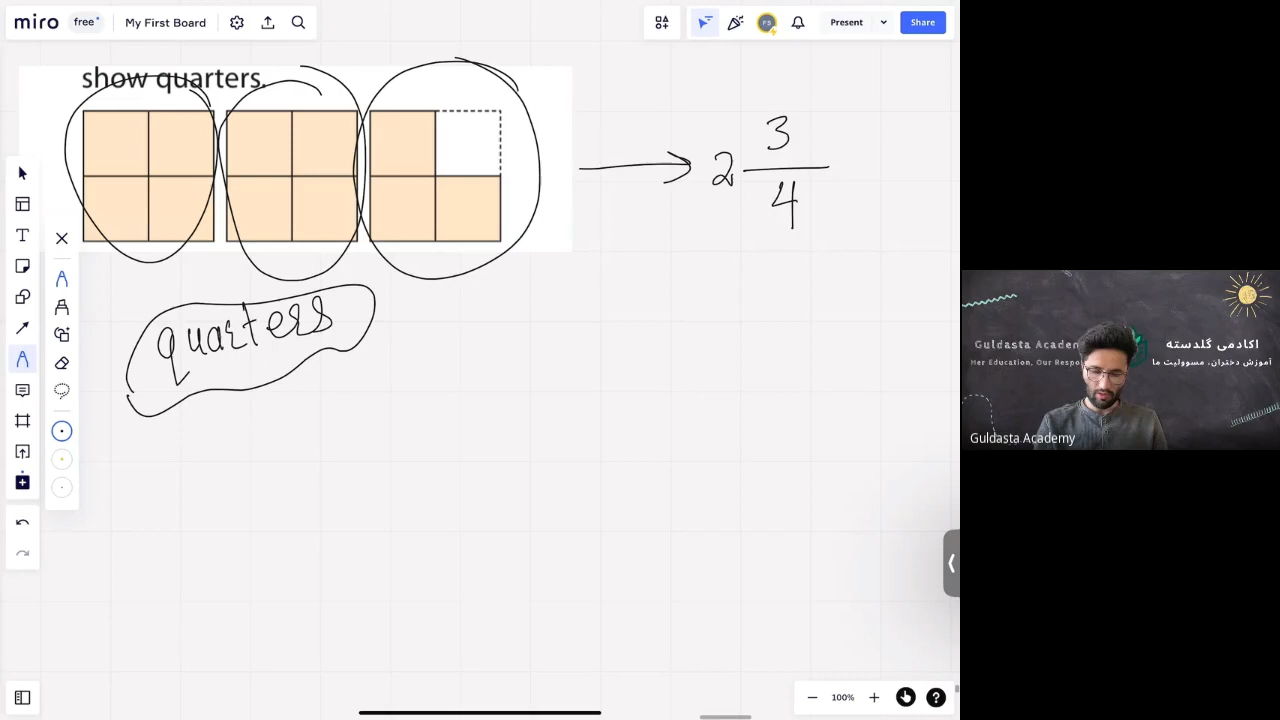 miro free My First Board
Present Share
FS
show quarters.
2 3/4
quarters
Guldasta Academ
اکادمی گلدسته
Her Education, Our Respo
آموزش دختران، مسوولیت ما
Guldasta Academy
100%